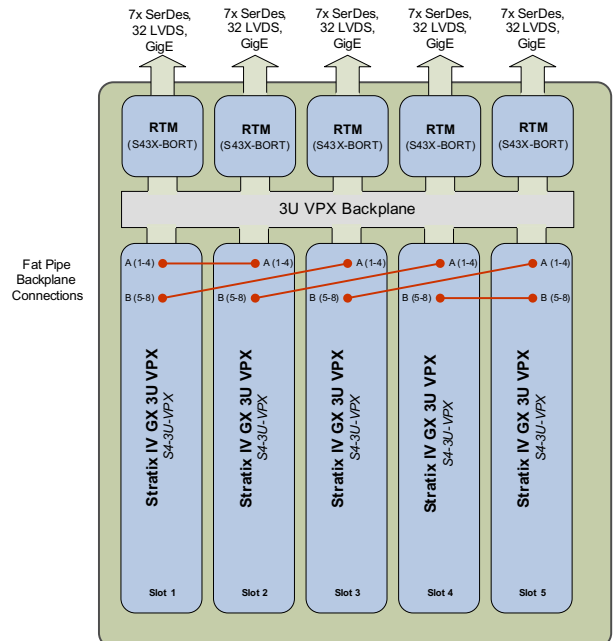 7x SerDes, 7x SerDes, 7x SerDes, 7x SerDes, 7x SerDes,
32 LVDS, 32 LVDS, 32 LVDS, 32 LVDS, 32 LVDS,
GigE GigE GigE GigE GigE
RTM RTM RTM RTM RTM
(S43X-BORT) (S43X-BORT) (S43X-BORT) (S43X-BORT) (S43X-BORT)
3U VPX Backplane
Fat Pipe
Backplane
Connections
A (1-4) A (1-4) A (1-4) A (1-4) A (1-4)
B (5-8) B (5-8) B (5-8) B (5-8) B (5-8)
Stratix IV GX 3U VPX
S4-3U-VPX
Stratix IV GX 3U VPX
S4-3U-VPX
Stratix IV GX 3U VPX
S4-3U-VPX
Stratix IV GX 3U VPX
S4-3U-VPX
Stratix IV GX 3U VPX
S4-3U-VPX
Slot 1 Slot 2 Slot 3 Slot 4 Slot 5